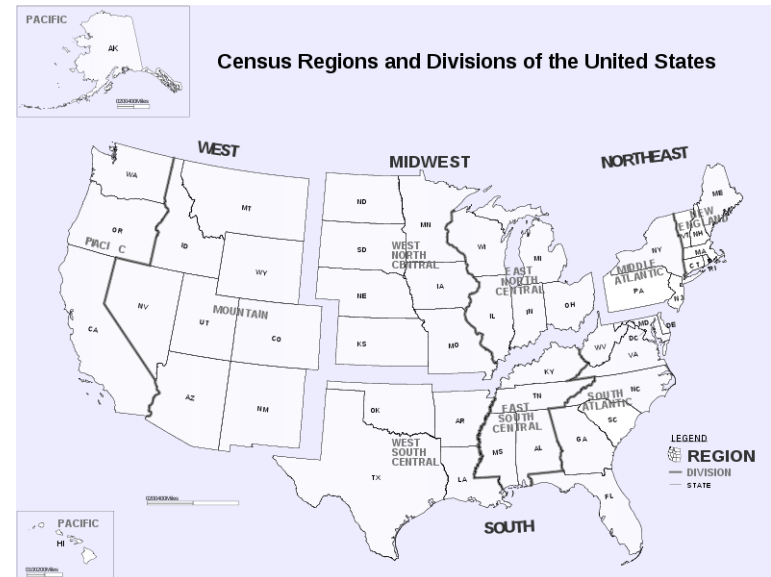 PACIFIC
AK
Census Regions and Divisions of the United States
WEST
MIDWEST
NORTHEAST
WA
MT
ND
MN
ME
OR
ID
SD
WI
MI
NY
NEW
ENGLAND
VT NH
MA
CT
RI
PACIFIC
WY
WEST
NORTH
CENTRAL
EAST
NORTH
CENTRAL
MIDDLE
ATLANTIC
PA
NJ
NV
UT
MOUNTAIN
CO
NE
IA
IL
IN
OH
CA
KS
MO
WV
MD
DE
DC
VA
KY
AZ
NM
OK
AR
TN
NC
EAST
SOUTH
CENTRAL
SOUTH
ATLANTIC
SC
WEST
SOUTH
CENTRAL
TX
LA
MS
AL
GA
FL
LEGEND
REGION
DIVISION
STATE
SOUTH
PACIFIC
HI